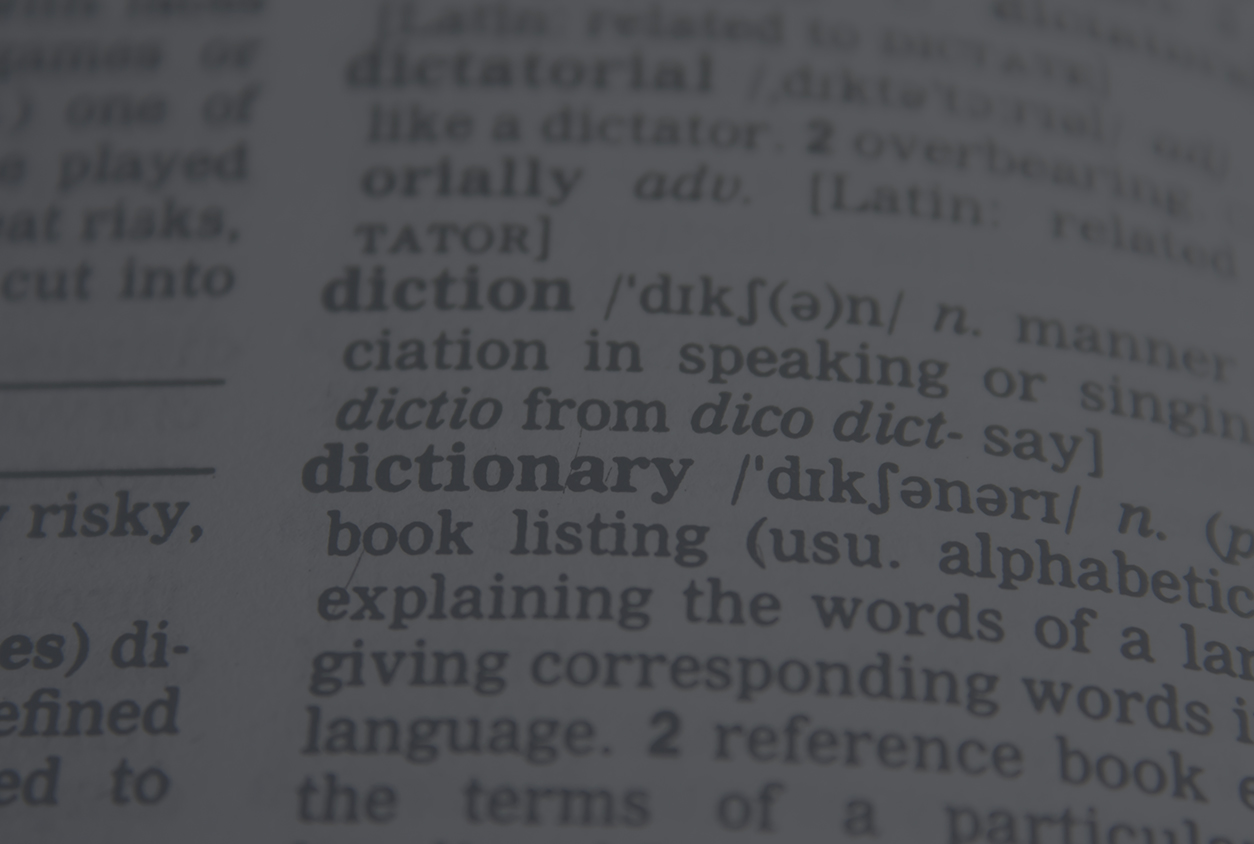 games or
) one of
played
risks,
cut into
risky,
es) di-
efined
ed to
[Latin: related to DICTATE]
dictatorial /ˌdɪktəˈtɔːrɪəl/ adj
like a dictator. 2 overbearing.
orially adv. [Latin: related
TATOR]
diction /ˈdɪkʃ(ə)n/ n. manner
ciation in speaking or singin
dictio from dico dict- say]
dictionary /ˈdɪkʃənərɪ/ n. (p
book listing (usu. alphabetic
explaining the words of a lan
giving corresponding words i
language. 2 reference book e
the terms of a particular